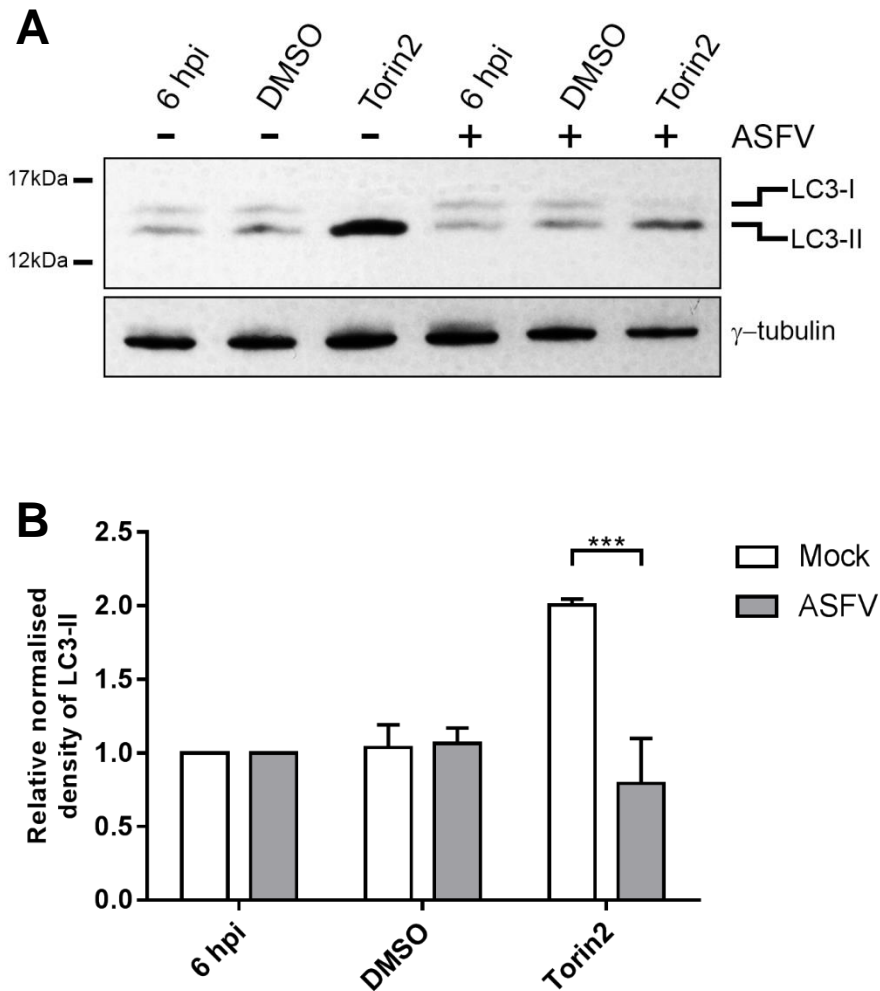 A
6 hpi DMSO Torin2 6 hpi DMSO Torin2
- - - + + + ASFV
17kDa
LC3-I
LC3-II
12kDa
γ-tubulin
B
Relative normalised
density of LC3-II
2.5
2.0
1.5
1.0
0.5
0.0
***
Mock
ASFV
6 hpi DMSO Torin2